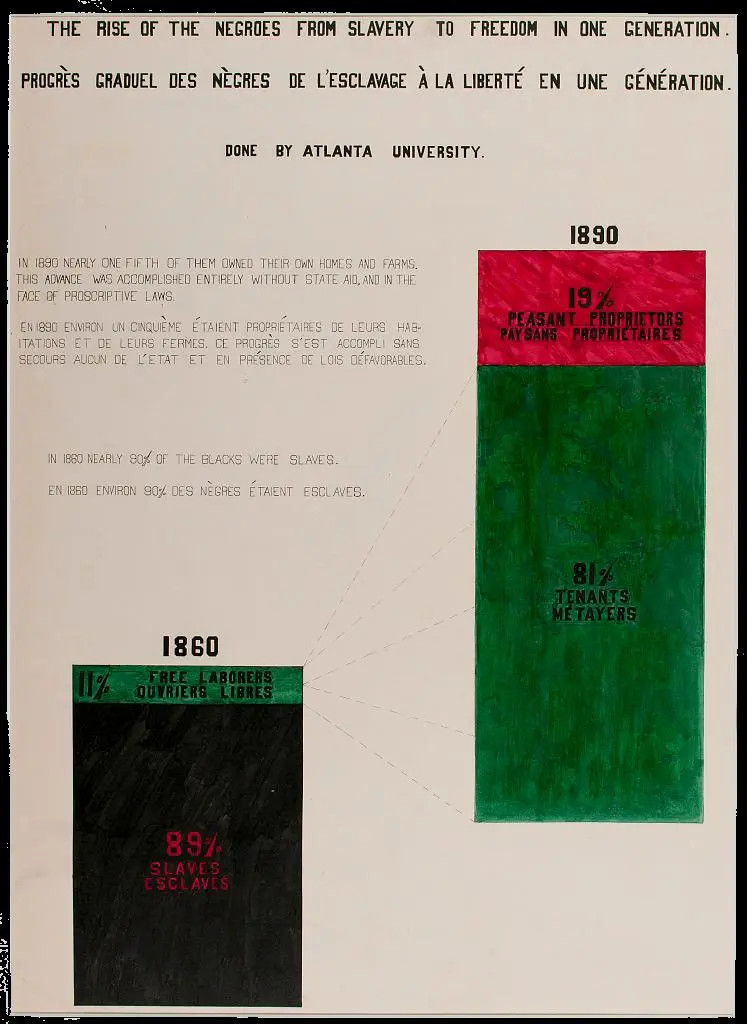 THE RISE OF THE NEGROES FROM SLAVERY TO FREEDOM IN ONE GENERATION.
PROGRÈS GRADUEL DES NÈGRES DE L'ESCLAVAGE À LA LIBERTÉ EN UNE GÉNÉRATION.
DONE BY ATLANTA UNIVERSITY.
IN 1890 NEARLY ONE FIFTH OF THEM OWNED THEIR OWN HOMES AND FARMS.
THIS ADVANCE WAS ACCOMPLISHED ENTIRELY WITHOUT STATE AID, AND IN THE
FACE OF PROSCRIPTIVE LAWS.
EN 1890 ENVIRON UN CINQUIÈME ÉTAIENT PROPRIÉTAIRES DE LEURS HAB-
ITATIONS ET DE LEURS FERMES. CE PROGRÈS S'EST ACCOMPLI SANS
SECOURS AUCUN DE L'ETAT ET EN PRÉSENCE DE LOIS DÉFAVORABLES.
IN 1860 NEARLY 90% OF THE BLACKS WERE SLAVES.
EN 1860 ENVIRON 90% DES NÈGRES ÉTAIENT ESCLAVES.
1890
19%
PEASANT PROPRIETORS
PAYSANS PROPRIÉTAIRES
81%
TENANTS
MÉTAYERS
1860
11% FREE LABORERS
OUVRIERS LIBRES
89%
SLAVES
ESCLAVES